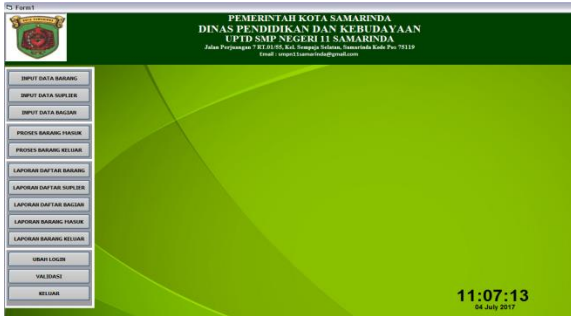 Form1
PEMERINTAH KOTA SAMARINDA
DINAS PENDIDIKAN DAN KEBUDAYAAN
UPTD SMP NEGERI 11 SAMARINDA
Jalan Perjuangan 7 RT.01/55, Kel. Sempaja Selatan, Samarinda Kode Pos 75119
Email : smpn11samarinda@gmail.com
INPUT DATA BARANG
INPUT DATA SUPLIER
INPUT DATA BAGIAN
PROSES BARANG MASUK
PROSES BARANG KELUAR
LAPORAN DAFTAR BARANG
LAPORAN DAFTAR SUPLIER
LAPORAN DAFTAR BAGIAN
LAPORAN BARANG MASUK
LAPORAN BARANG KELUAR
UBAH LOGIN
VALIDASI
KELUAR
11:07:13
04 July 2017